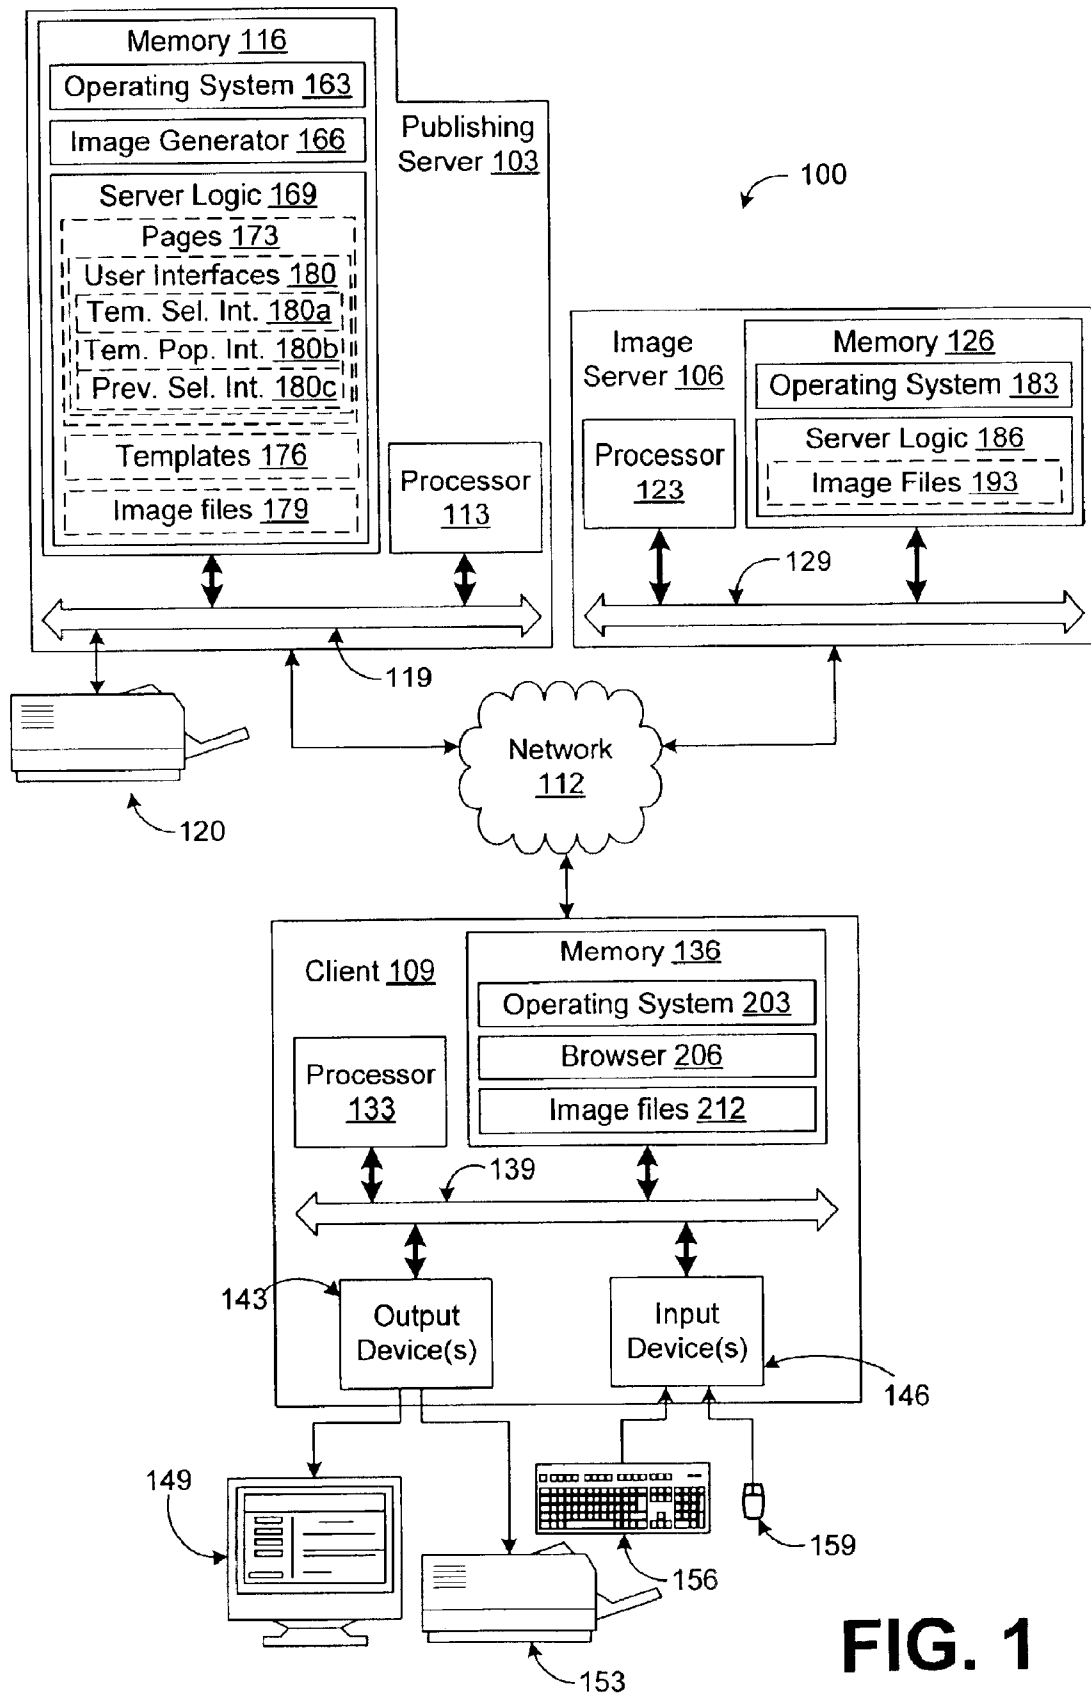 Memory 116
Operating System 163
Image Generator 166
Server Logic 169
Pages 173
User Interfaces 180
Tem. Sel. Int. 180a
Tem. Pop. Int. 180b
Prev. Sel. Int. 180c
Templates 176
Image files 179
Publishing
Server 103
Processor
113
119
120
100
Image
Server 106
Processor
123
Memory 126
Operating System 183
Server Logic 186
Image Files 193
129
Network
112
Client 109
Processor
133
Memory 136
Operating System 203
Browser 206
Image files 212
139
143
Output
Device(s)
Input
Device(s)
146
149
153
156
159
FIG. 1